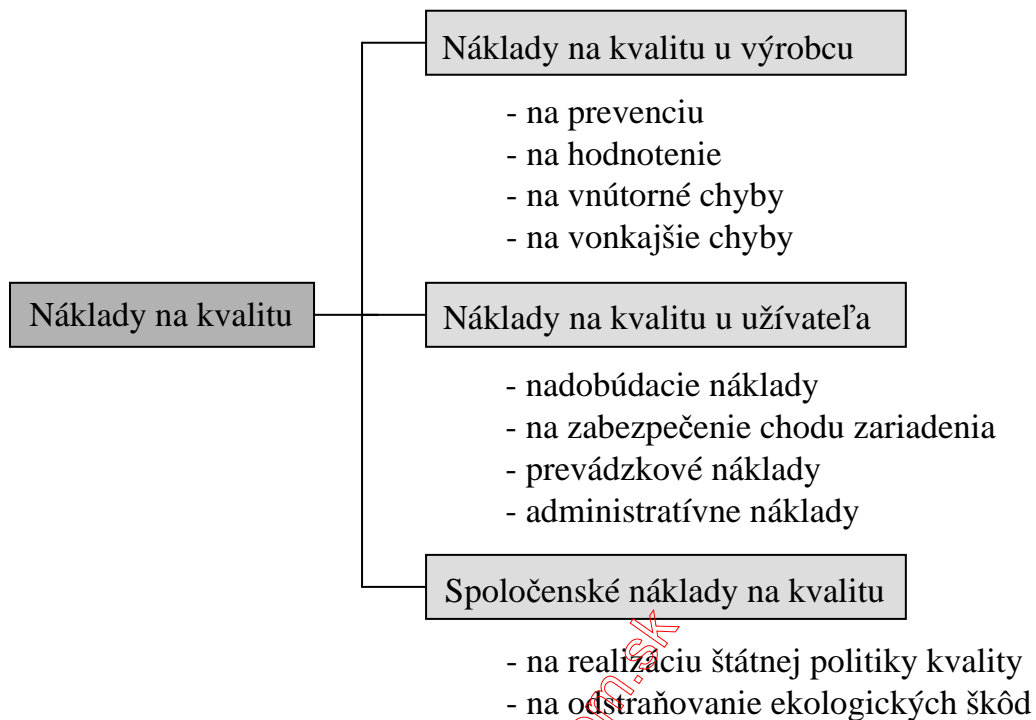 Náklady na kvalitu u výrobcu
- na prevenciu
- na hodnotenie
- na vnútorné chyby
- na vonkajšie chyby
Náklady na kvalitu
Náklady na kvalitu u užívateľa
- nadobúdacie náklady
- na zabezpečenie chodu zariadenia
- prevádzkové náklady
- administratívne náklady
Spoločenské náklady na kvalitu
- na realizáciu štátnej politiky kvality
- na odstraňovanie ekologických škôd